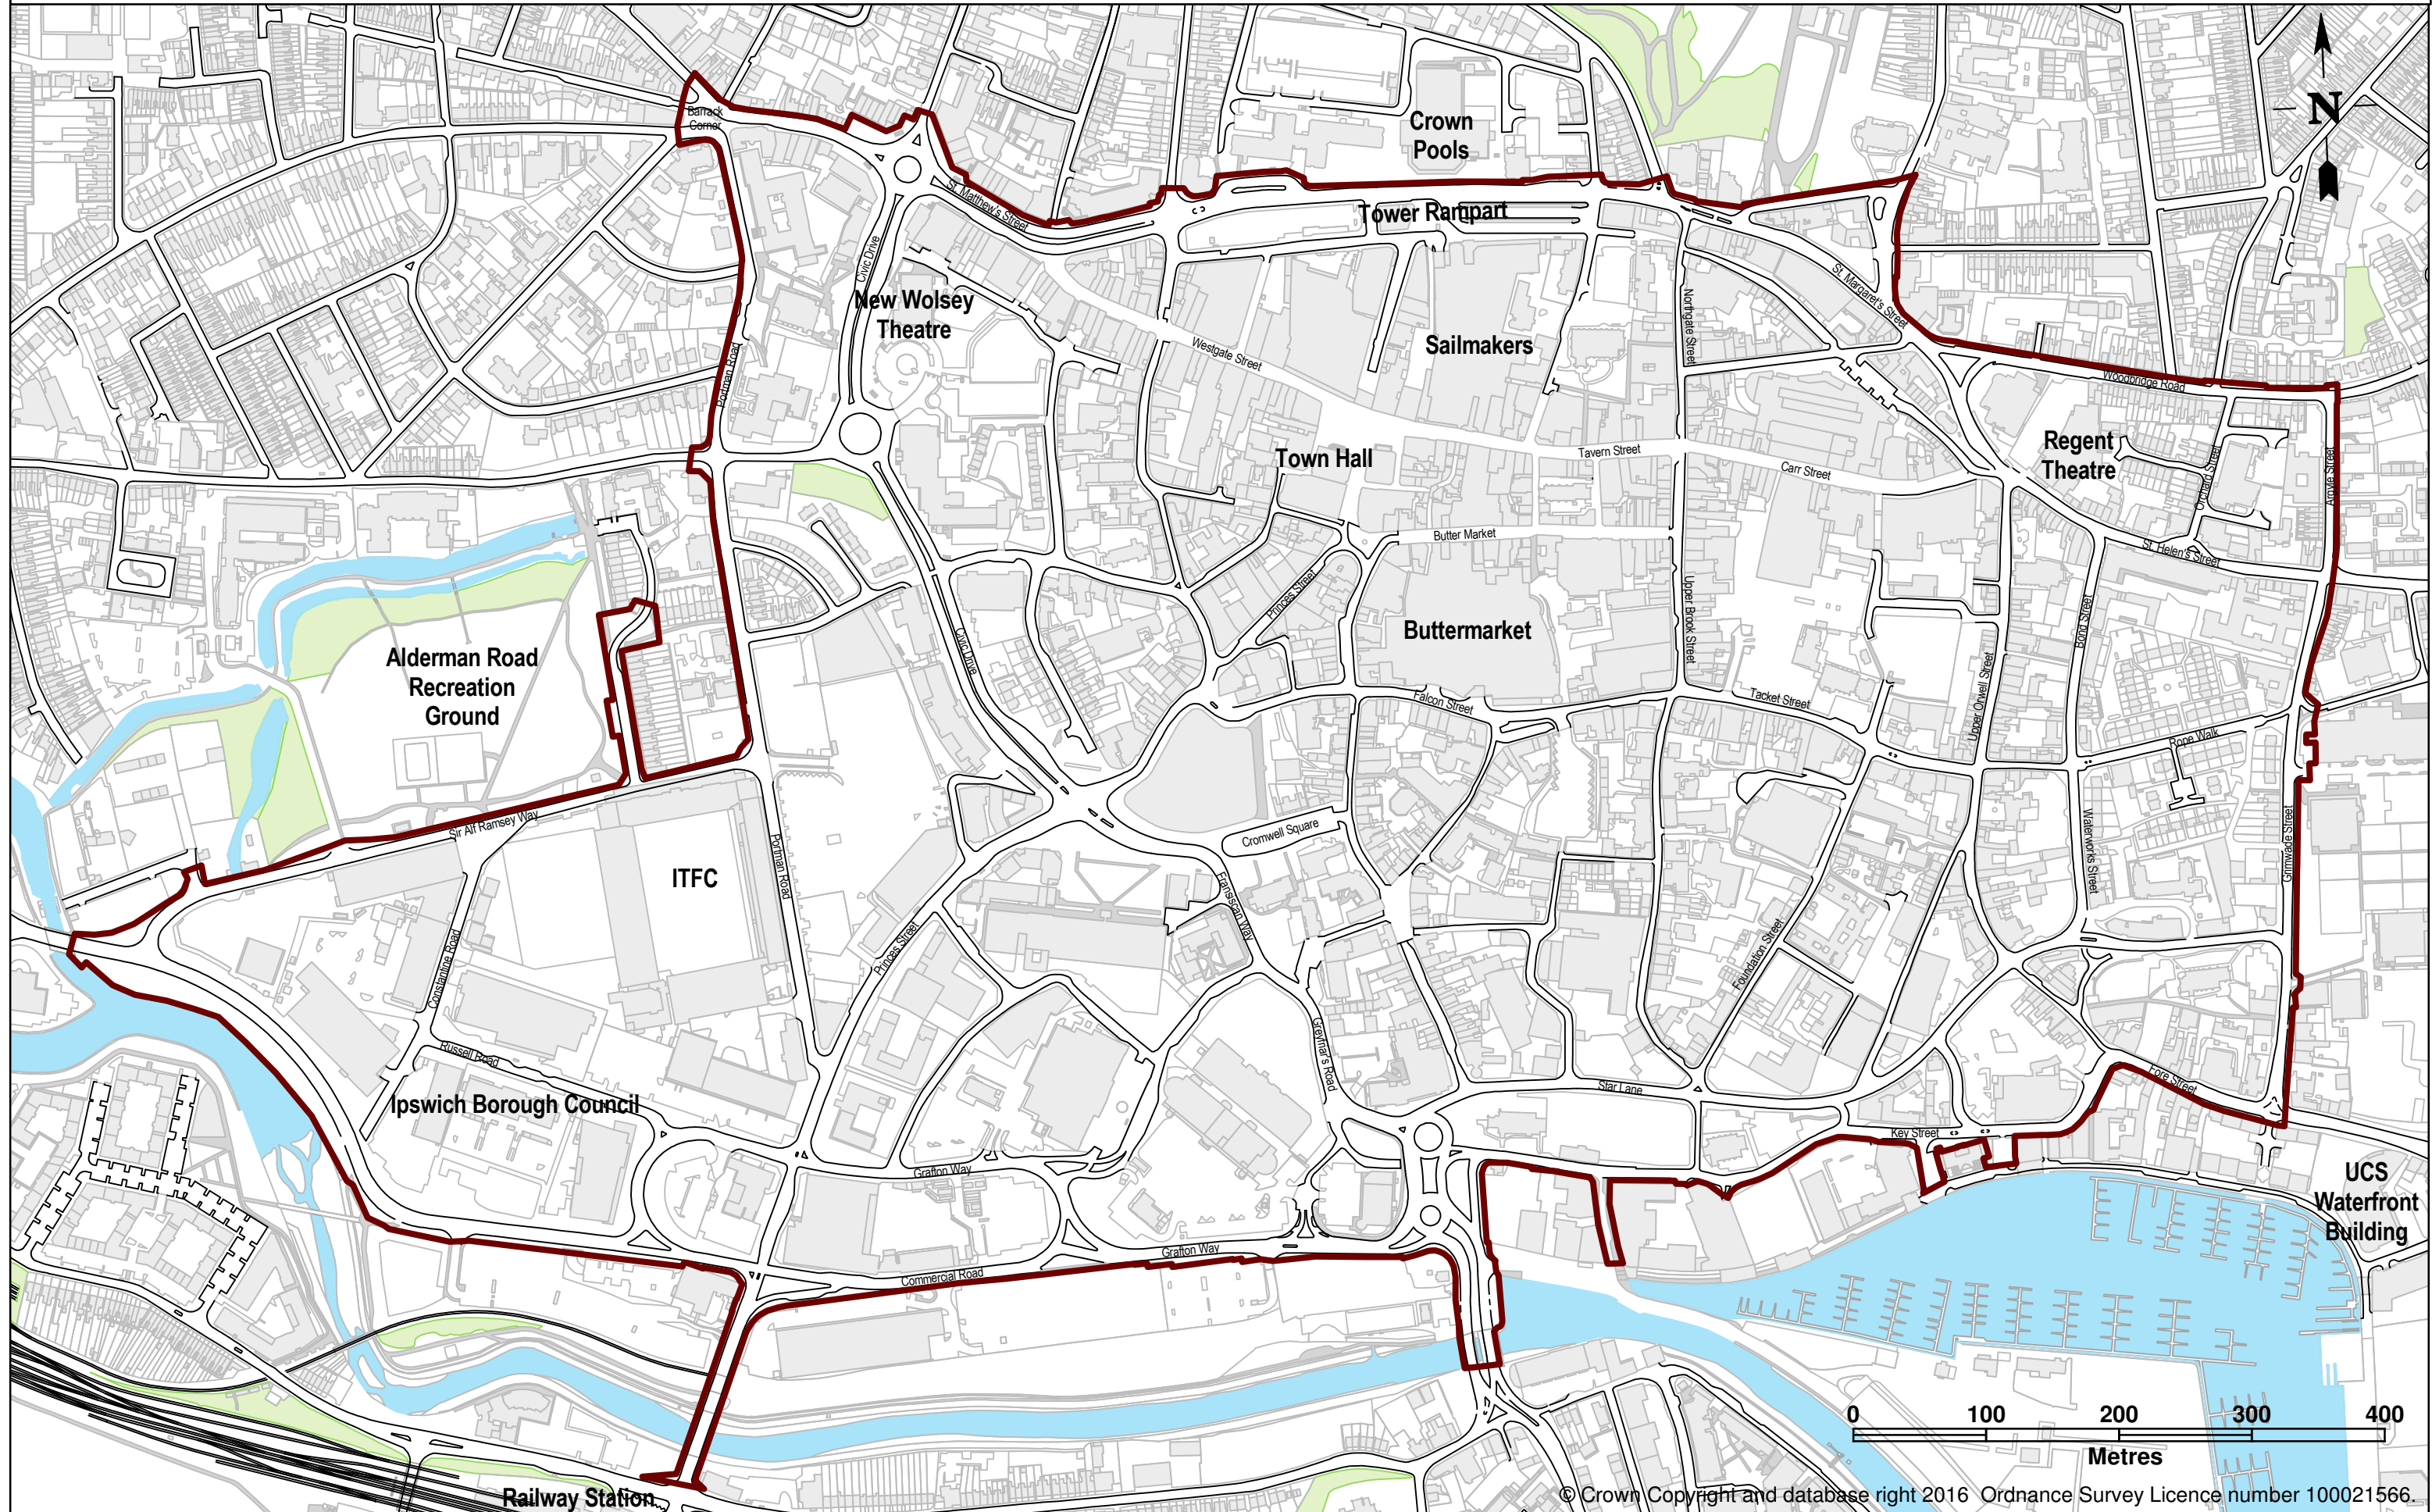 Barrack
Corner
Crown
Pools
N
St. Matthew's Street
Tower Rampart
Civic Drive
New Wolsey
Theatre
St. Margaret's Street
Northgate Street
Westgate Street
Sailmakers
Portman Road
Woodbridge Road
Regent
Theatre
Town Hall
Tavern Street
Carr Street
Orchard Street
Argyle Street
Butter Market
St. Helen's Street
Princes Street
Upper Brook Street
Bond Street
Buttermarket
Civic Drive
Alderman Road
Recreation
Ground
Falcon Street
Tacket Street
Upper Orwell Street
Rope Walk
Sir Alf Ramsey Way
Cromwell Square
Portman Road
Waterworks Street
Grimwade Street
ITFC
Fransiscan Way
Princes Street
Foundation Street
Constantine Road
Russell Road
Greyfriar's Road
Star Lane
Fore Street
Ipswich Borough Council
Key Street
Grafton Way
UCS
Waterfront
Building
Grafton Way
Commercial Road
0 100 200 300 400
Metres
Railway Station
© Crown Copyright and database right 2016 Ordnance Survey Licence number 100021566.